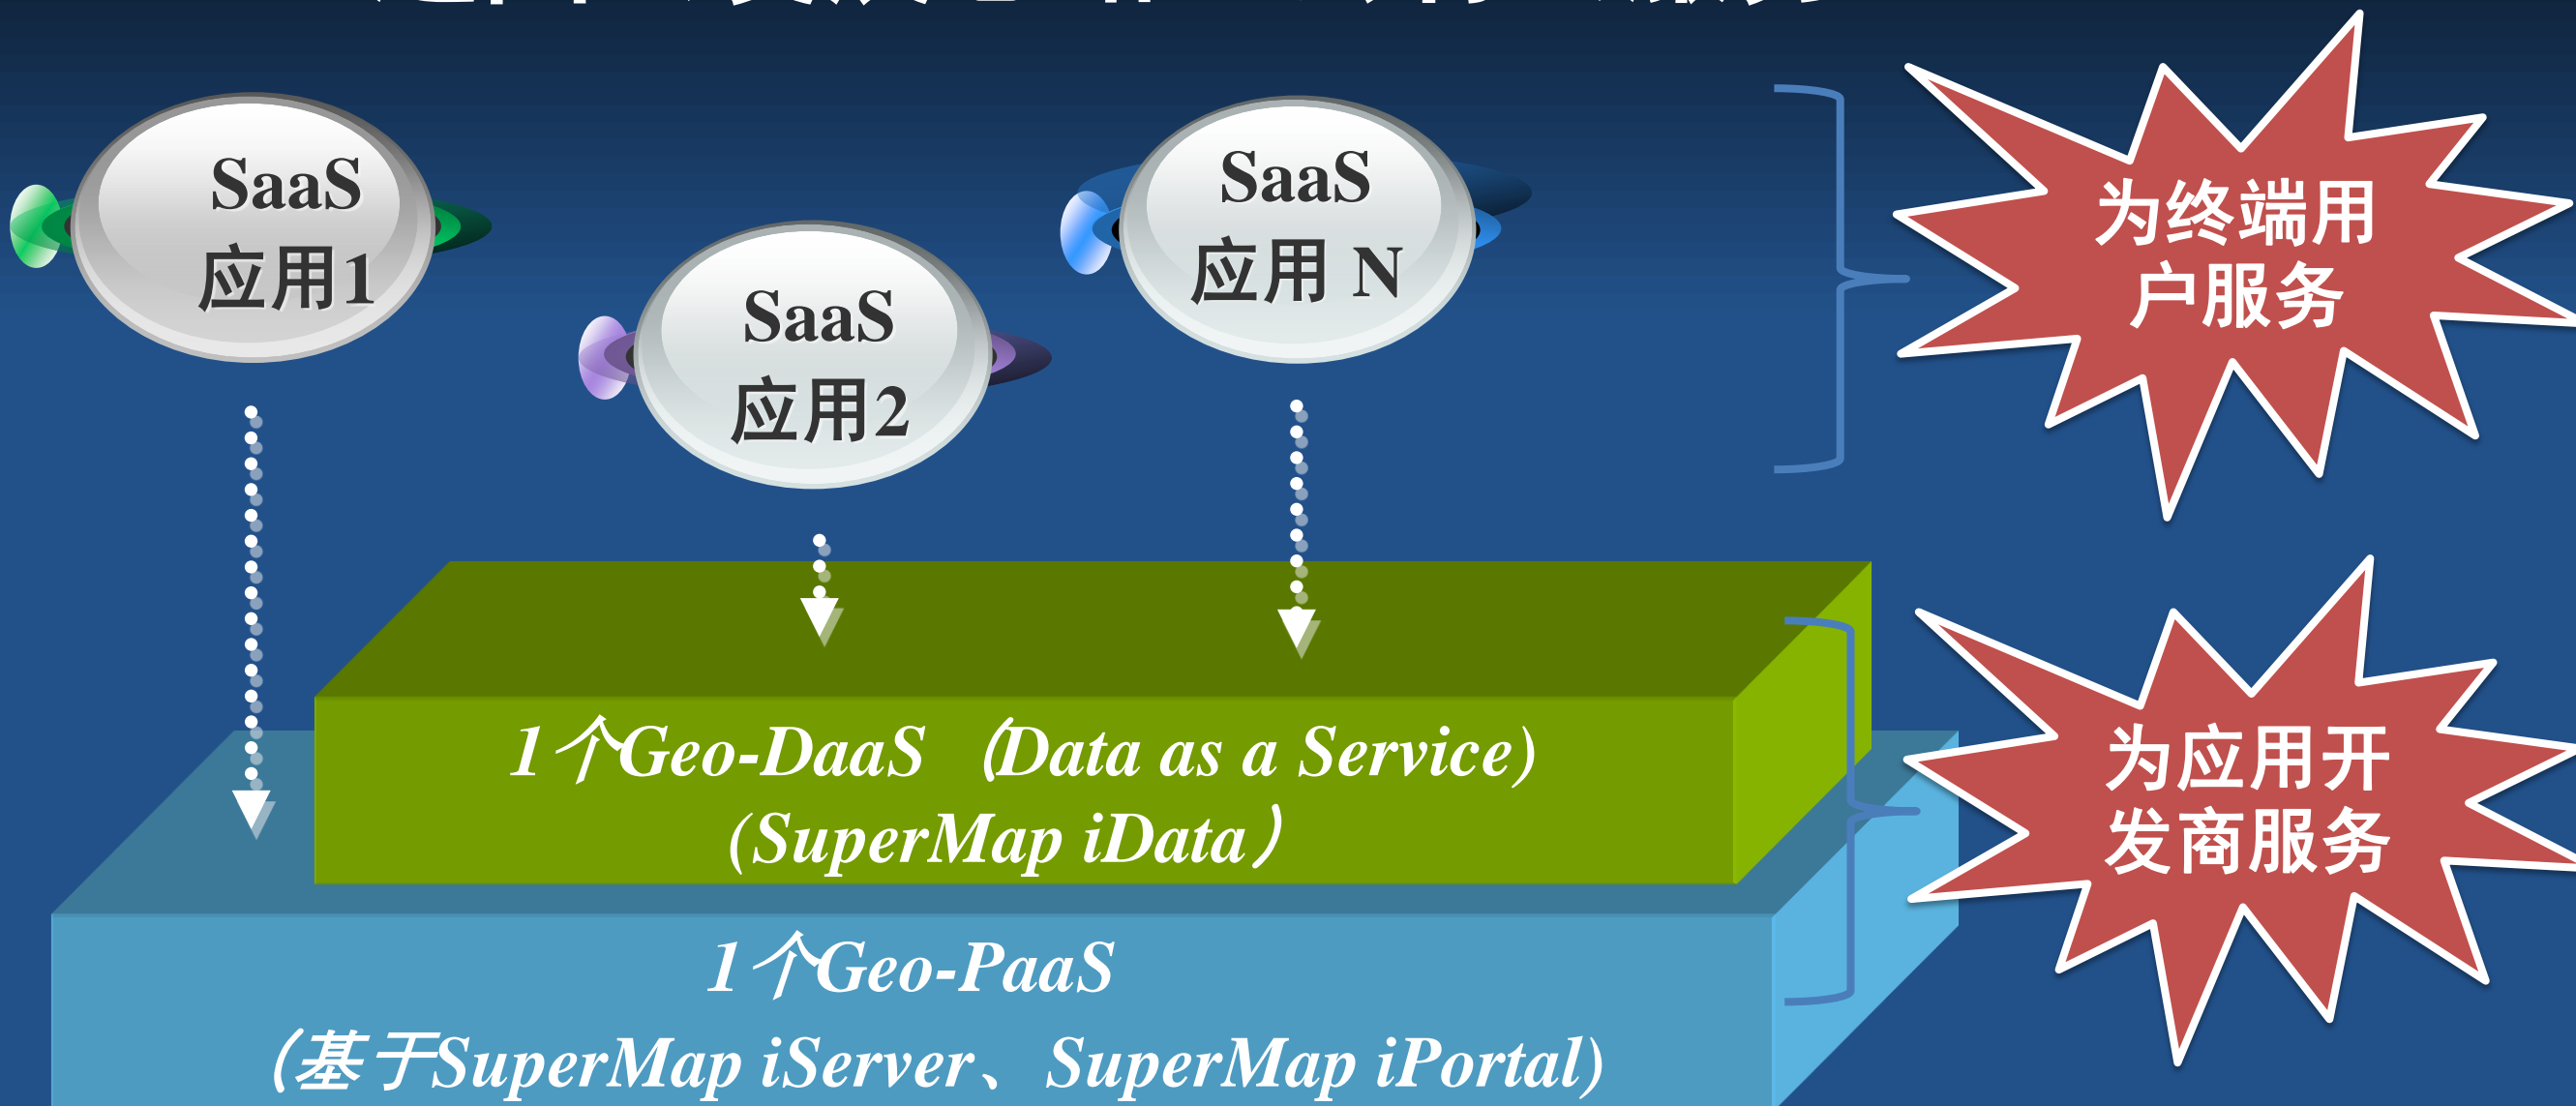 SaaS
应用1
SaaS
应用2
SaaS
应用 N
为终端用
户服务
1个Geo-DaaS（Data as a Service)
(SuperMap iData）
为应用开
发商服务
1个Geo-PaaS
（基于SuperMap iServer、SuperMap iPortal)